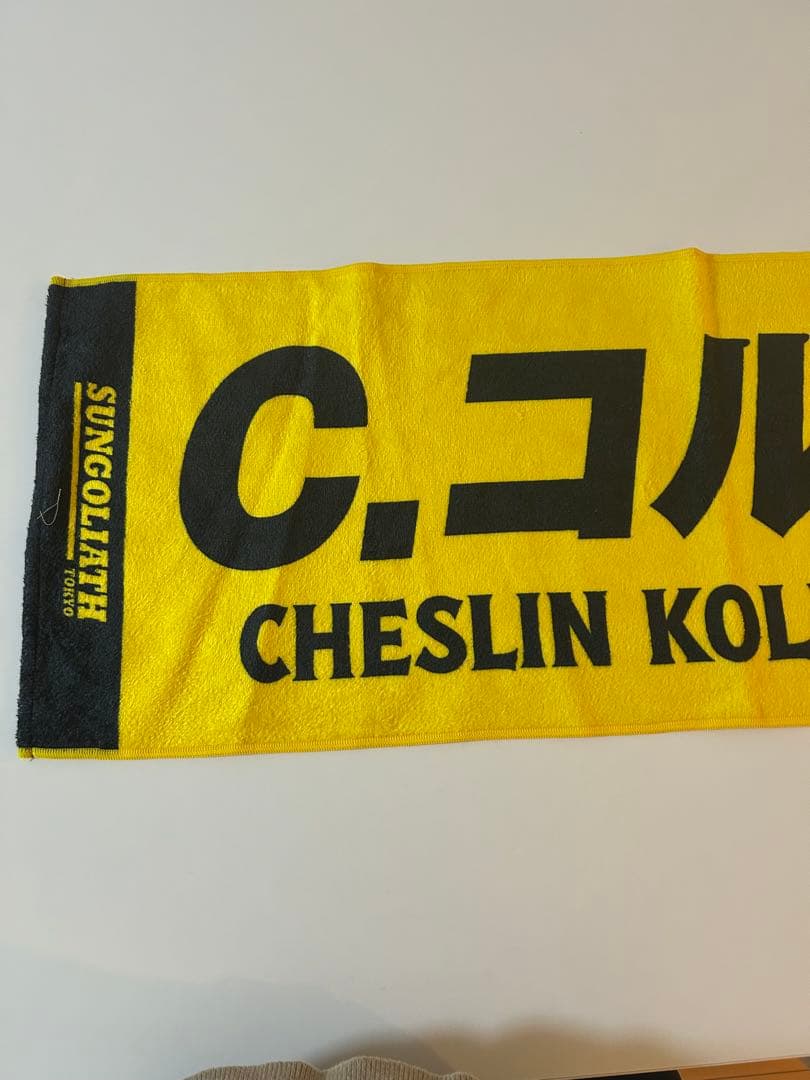 SUNGOLIATH
TOKYO
C.コル
CHESLIN KOL